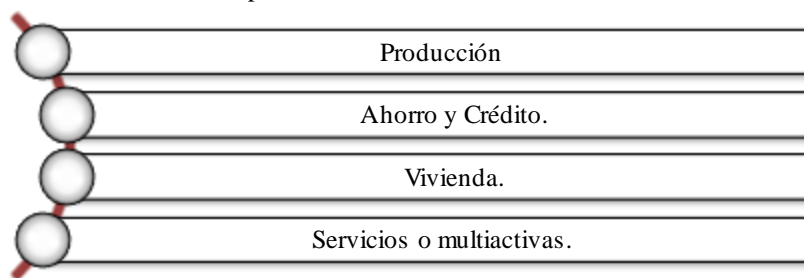 Producción
Ahorro y Crédito.
Vivienda.
Servicios o multiactivas.